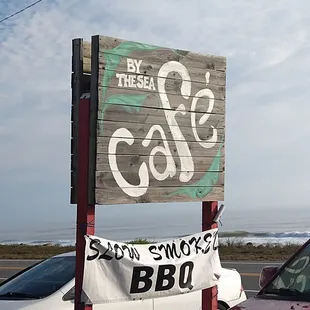 BY
THE SEA
Café
SLOW SMOKED
BBQ